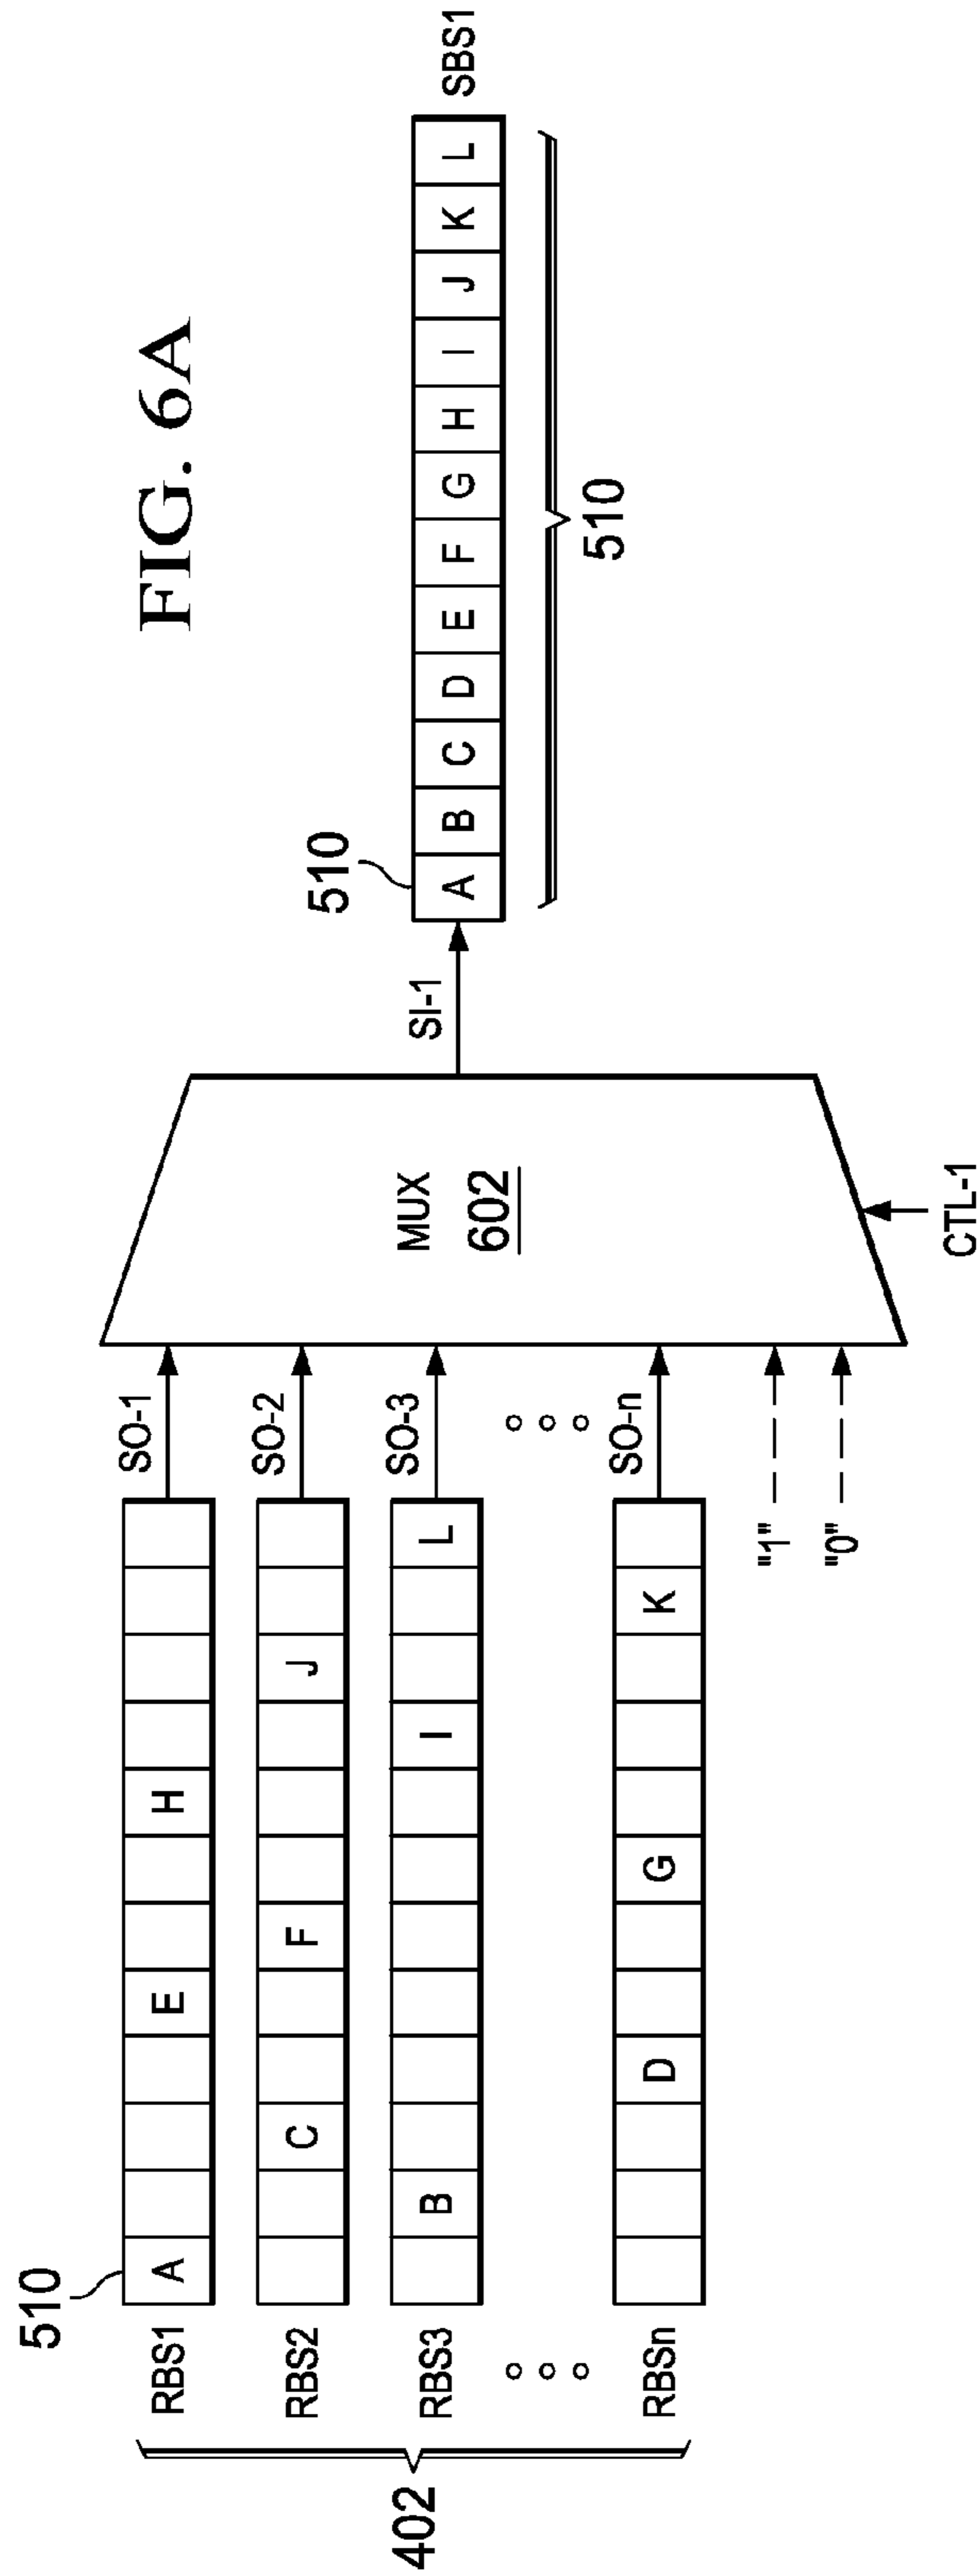 FIG. 6A
510
RBS1 A E H SO-1
RBS2 C F J SO-2
RBS3 B I L SO-3
RBSn D G K SO-n
402
"1"
"0"
MUX
602
CTL-1
SI-1
510
A B C D E F G H I J K L SBS1
510